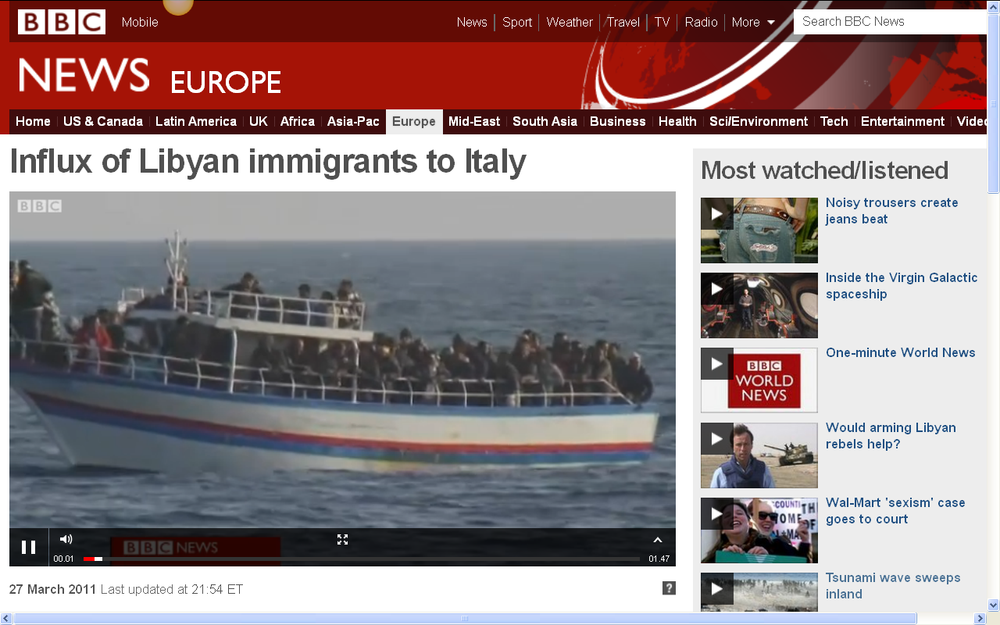 BBC Mobile News Sport Weather Travel TV Radio More Search BBC News
NEWS EUROPE
Home US & Canada Latin America UK Africa Asia-Pac Europe Mid-East South Asia Business Health Sci/Environment Tech Entertainment Video
Influx of Libyan immigrants to Italy
BBC
BBC NEWS
00.01 01.47
27 March 2011 Last updated at 21:54 ET ?
Most watched/listened
Noisy trousers create
jeans beat
Inside the Virgin Galactic
spaceship
BBC
WORLD
NEWS
One-minute World News
Would arming Libyan
rebels help?
Wal-Mart 'sexism' case
goes to court
Tsunami wave sweeps
inland